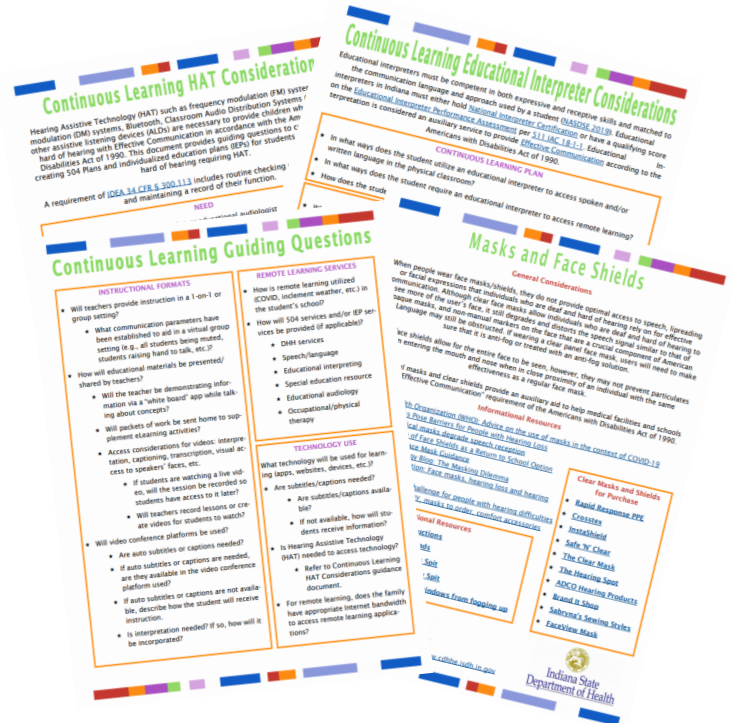 Continuous Learning HAT Consideration
Hearing Assistive Technology (HAT) such as frequency modulation (FM) system
modulation (DM) systems, Bluetooth, Classroom Audio Distribution Systems
other assistive listening devices (ALDs) are necessary to provide children wh
hard of hearing with Effective Communication in accordance with the Am
Disabilities Act of 1990. This document provides guiding questions to c
creating 504 Plans and individualized education plans (IEPs) for students
hard of hearing requiring HAT.
A requirement of IDEA 34 CFR § 300.113 includes routine checking
and maintaining a record of their function.
NEED
educational audiologist
Continuous Learning Educational Interpreter Considerations
Educational interpreters must be competent in both expressive and receptive skills and matched to
the communication language and approach used by a student (NASDSE 2019). Educational
interpreters in Indiana must either hold National Interpreter Certification or have a qualifying score
on the Educational Interpreter Performance Assessment per 511 IAC 18-1-1. Educational in-
terpretation is considered an auxiliary service to provide Effective Communication according to the
Americans with Disabilities Act of 1990.
CONTINUOUS LEARNING PLAN
• In what ways does the student utilize an educational interpreter to access spoken and/or
written language in the physical classroom?
• In what ways does the student require an educational interpreter to access remote learning?
• How does the stude
Continuous Learning Guiding Questions
INSTRUCTIONAL FORMATS
• Will teachers provide instruction in a 1-on-1 or
group setting?
• What communication parameters have
been established to aid in a virtual group
setting (e.g., all students being muted,
students raising hand to talk, etc.)?
• How will educational materials be presented/
shared by teachers?
• Will the teacher be demonstrating infor-
mation via a "white board" app while talk-
ing about concepts?
• Will packets of work be sent home to sup-
plement eLearning activities?
• Access considerations for videos: interpre-
tation, captioning, transcription, visual ac-
cess to speakers' faces, etc.
• If students are watching a live vid-
eo, will the session be recorded so
students have access to it later?
• Will teachers record lessons or cre-
ate videos for students to watch?
• Will video conference platforms be used?
• Are auto subtitles or captions needed?
• If auto subtitles or captions are needed,
are they available in the video conference
platform used?
• If auto subtitles or captions are not availa-
ble, describe how the student will receive
instruction.
• Is interpretation needed? If so, how will it
be incorporated?
REMOTE LEARNING SERVICES
• How is remote learning utilized
(COVID, inclement weather, etc.) in
the student's school?
• How will 504 services and/or IEP ser-
vices be provided (if applicable)?
• DHH services
• Speech/language
• Educational interpreting
• Special education resource
• Educational audiology
• Occupational/physical
therapy
TECHNOLOGY USE
What technology will be used for learn-
ing (apps, websites, devices, etc.)?
• Are subtitles/captions needed?
• Are subtitles/captions availa-
ble?
• If not available, how will stu-
dents receive information?
• Is Hearing Assistive Technology
(HAT) needed to access technology?
• Refer to Continuous Learning
HAT Considerations guidance
document.
• For remote learning, does the family
have appropriate Internet bandwidth
to access remote learning applica-
tions?
Masks and Face Shields
General Considerations
When people wear face masks/shields, they do not provide optimal access to speech, lipreading
or facial expressions that individuals who are deaf and hard of hearing rely on for effective
ommunication. Although clear face masks allow individuals who are deaf and hard of hearing to
see more of the user's face, it still degrades and distorts the speech signal similar to that of
aque masks, and non-manual markers on the face that are a crucial component of American
Language may still be obstructed. If wearing a clear panel face mask, users will need to make
sure that is anti-fog or treated with an anti-fog solution.
ace shields allow for the entire face to be seen, however, they may not prevent particulates
n entering the mouth and nose when in close proximity of an individual with the same
effectiveness as a regular face mask.
l masks and clear shields provide an auxiliary aid to help medical facilities and schools
"Effective Communication" requirement of the Americans with Disabilities Act of 1990.
Informational Resources
th Organization (WHO): Advice on the use of masks in the context of COVID-19
s Pose Barriers for People with Hearing Loss
cal masks degrade speech reception
of Face Shields as a Return to School Option
ce Mask Guidance
y Blog: The Masking Dilemma
tion: Face masks, hearing loss and hearing
hallenge for people with hearing difficulties
Y, masks to order, comfort accessories
ional Resources
uctions
Spit
Spit
indows from fogging up
Clear Masks and Shields
for Purchase
• Rapid Response PPE
• Crosstex
• InstaShield
• Safe 'N' Clear
• The Clear Mask
• The Hearing Spot
• ADCO Hearing Products
• Brand It Shop
• Sabryna's Sewing Styles
• FaceView Mask
w.cdhhe.isdh.in.gov
Indiana State
Department of Health